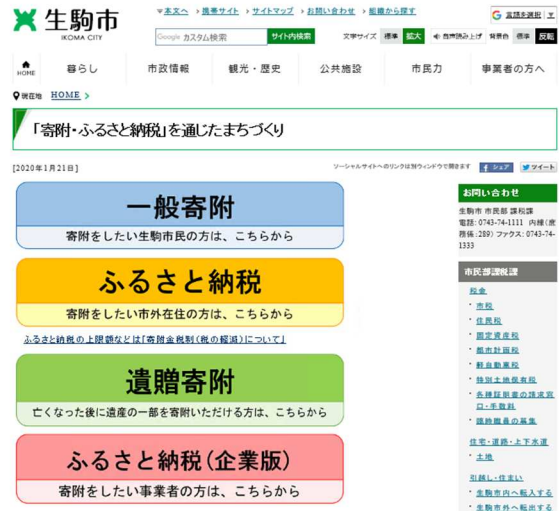 生駒市
IKOMA CITY
本文へ 携帯サイト サイトマップ お問い合わせ 組織から探す
Google カスタム検索 サイト内検索
言語を選択
文字サイズ 標準 拡大 音声読み上げ 背景色 標準 反転
HOME 暮らし 市政情報 観光・歴史 公共施設 市民力 事業者の方へ
現在地 HOME
「寄附・ふるさと納税」を通じたまちづくり
[2020年1月21日]
ソーシャルサイトへのリンクは別ウィンドウで開きます シェア ツイート
一般寄附
寄附をしたい生駒市民の方は、こちらから
ふるさと納税
寄附をしたい市外在住の方は、こちらから
ふるさと納税の上限額などは「寄附金税制(税の軽減)について」
遺贈寄附
亡くなった後に遺産の一部を寄附いただける方は、こちらから
ふるさと納税(企業版)
寄附をしたい事業者の方は、こちらから
お問い合わせ
生駒市 市民部 課税課
電話: 0743-74-1111 内線(庶
務係:289) ファクス: 0743-74-
1333
市民部課税課
税金
市税
住民税
固定資産税
都市計画税
軽自動車税
特別土地保有税
各種証明書の請求窓
口・手数料
臨時職員の募集
住宅・道路・上下水道
土地
引越し・住まい
生駒市内へ転入する
生駒市外へ転出する